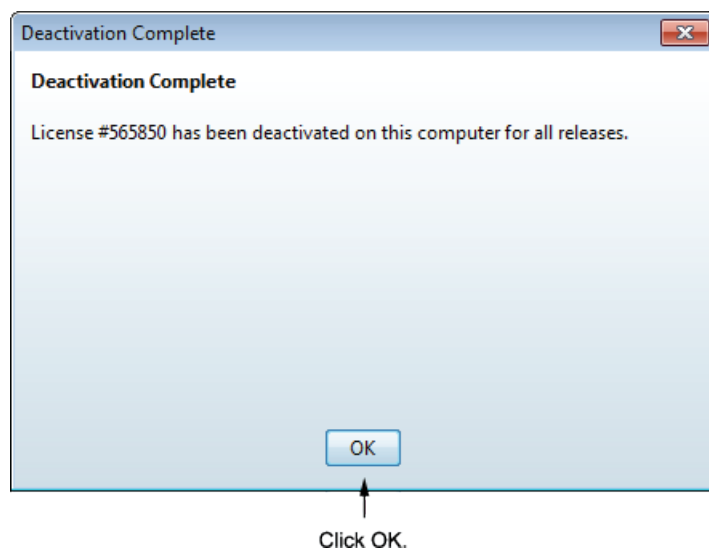 Deactivation Complete
Deactivation Complete
License #565850 has been deactivated on this computer for all releases.
OK
Click OK.